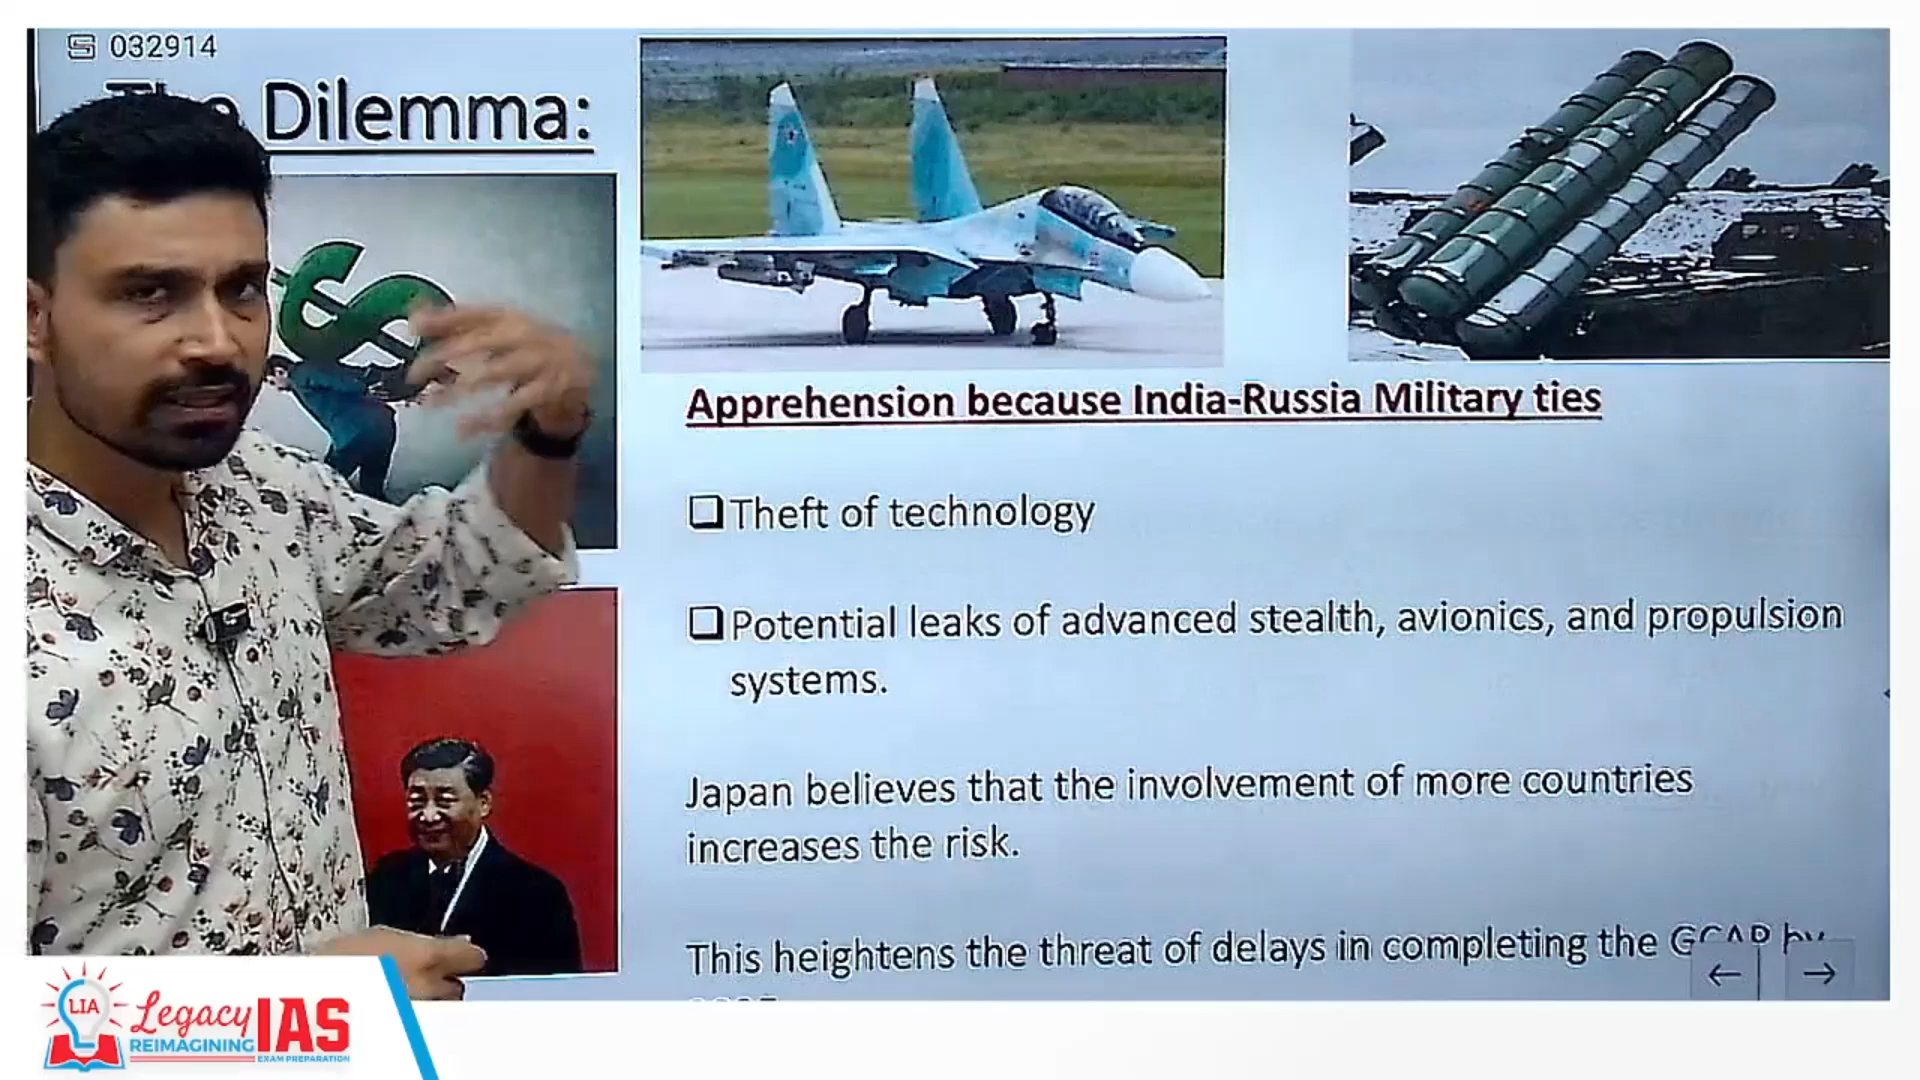 032914
Dilemma:
Apprehension because India-Russia Military ties
Theft of technology
Potential leaks of advanced stealth, avionics, and propulsion
systems.
Japan believes that the involvement of more countries
increases the risk.
This heightens the threat of delays in completing the GCAP by
LIA
Legacy IAS
REIMAGINING
EXAM PREPARATION